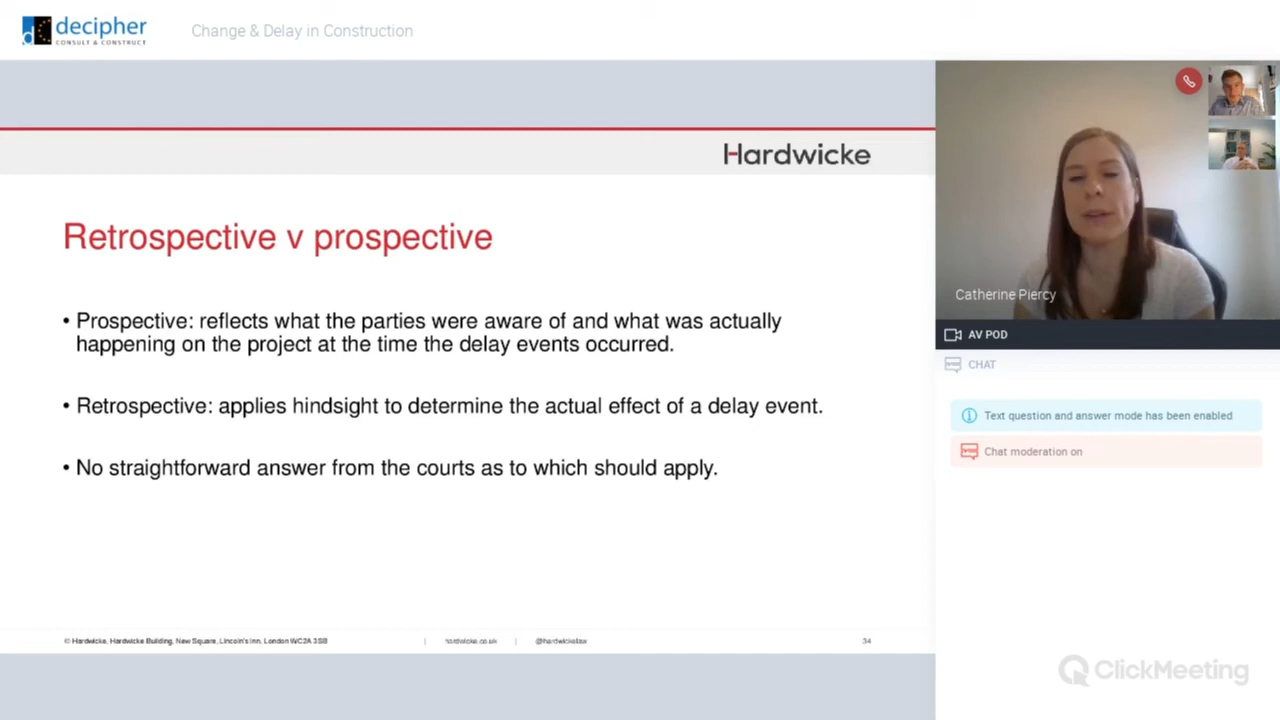 decipher
CONSULT & CONSTRUCT
Change & Delay in Construction
Hardwicke
Retrospective v prospective
• Prospective: reflects what the parties were aware of and what was actually
happening on the project at the time the delay events occurred.
• Retrospective: applies hindsight to determine the actual effect of a delay event.
• No straightforward answer from the courts as to which should apply.
© Hardwicke, Hardwicke Building, New Square, Lincoln's Inn, London WC2A 3SB | hardwicke.co.uk | @hardwickelaw 34
Catherine Piercy
AV POD
CHAT
Text question and answer mode has been enabled
Chat moderation on
ClickMeeting